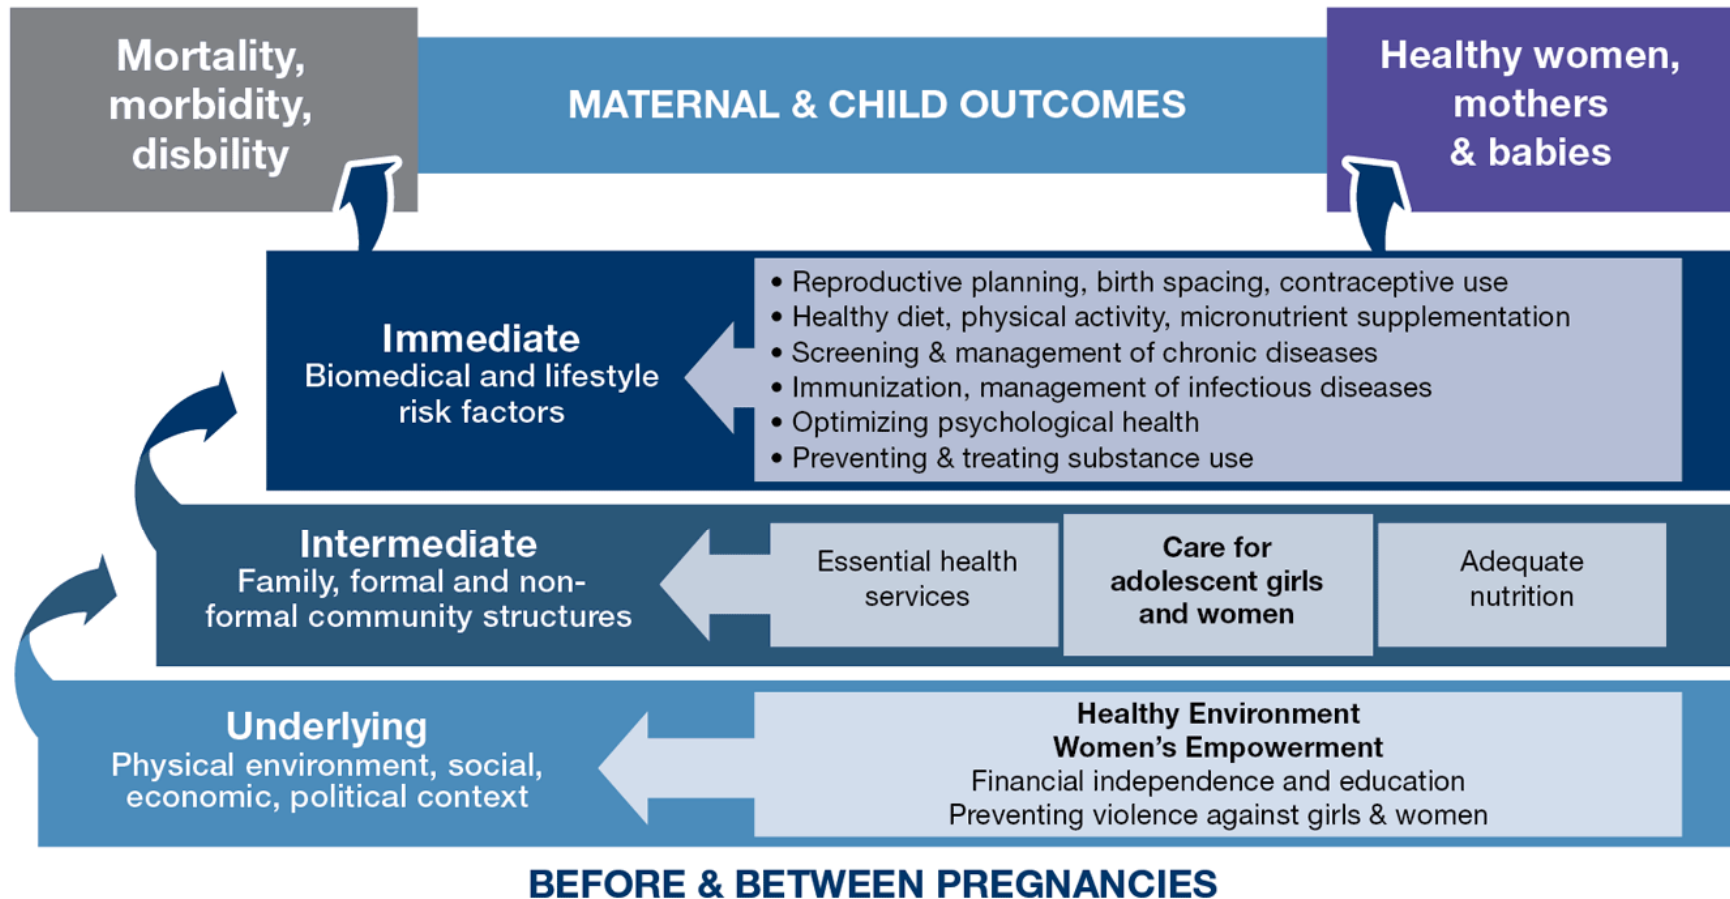 Mortality,
morbidity,
disbility
MATERNAL & CHILD OUTCOMES
Healthy women,
mothers
& babies
Immediate
Biomedical and lifestyle
risk factors
• Reproductive planning, birth spacing, contraceptive use
• Healthy diet, physical activity, micronutrient supplementation
• Screening & management of chronic diseases
• Immunization, management of infectious diseases
• Optimizing psychological health
• Preventing & treating substance use
Intermediate
Family, formal and non-
formal community structures
Essential health
services
Care for
adolescent girls
and women
Adequate
nutrition
Underlying
Physical environment, social,
economic, political context
Healthy Environment
Women's Empowerment
Financial independence and education
Preventing violence against girls & women
BEFORE & BETWEEN PREGNANCIES